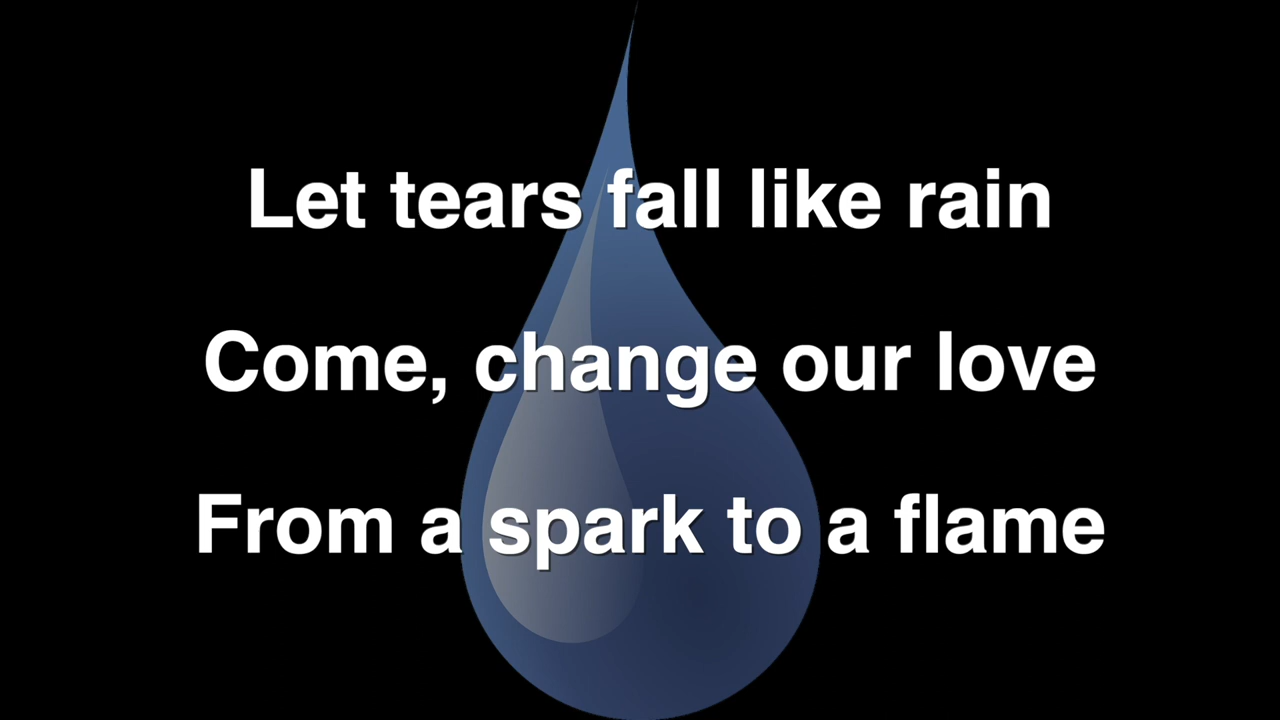 Let tears fall like rain
Come, change our love
From a spark to a flame